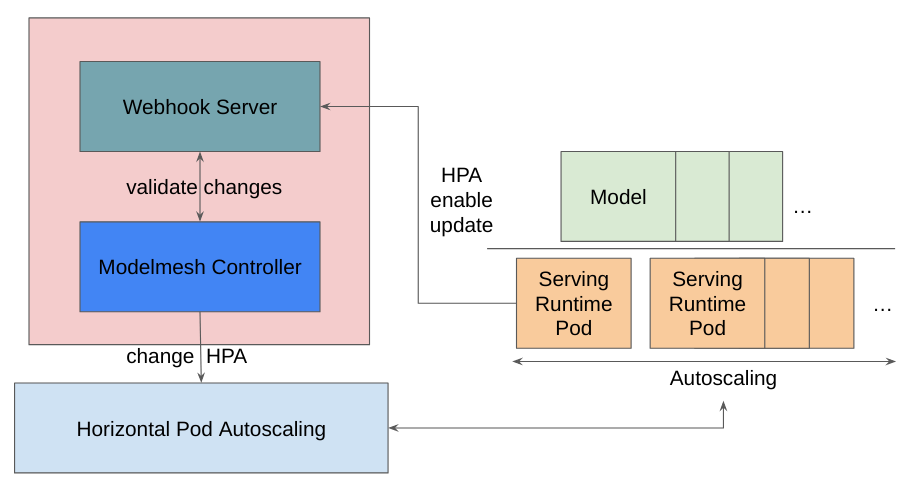 Webhook Server
validate changes
Modelmesh Controller
change HPA
Horizontal Pod Autoscaling
HPA
enable
update
Model
...
Serving
Runtime
Pod
Serving
Runtime
Pod
...
Autoscaling